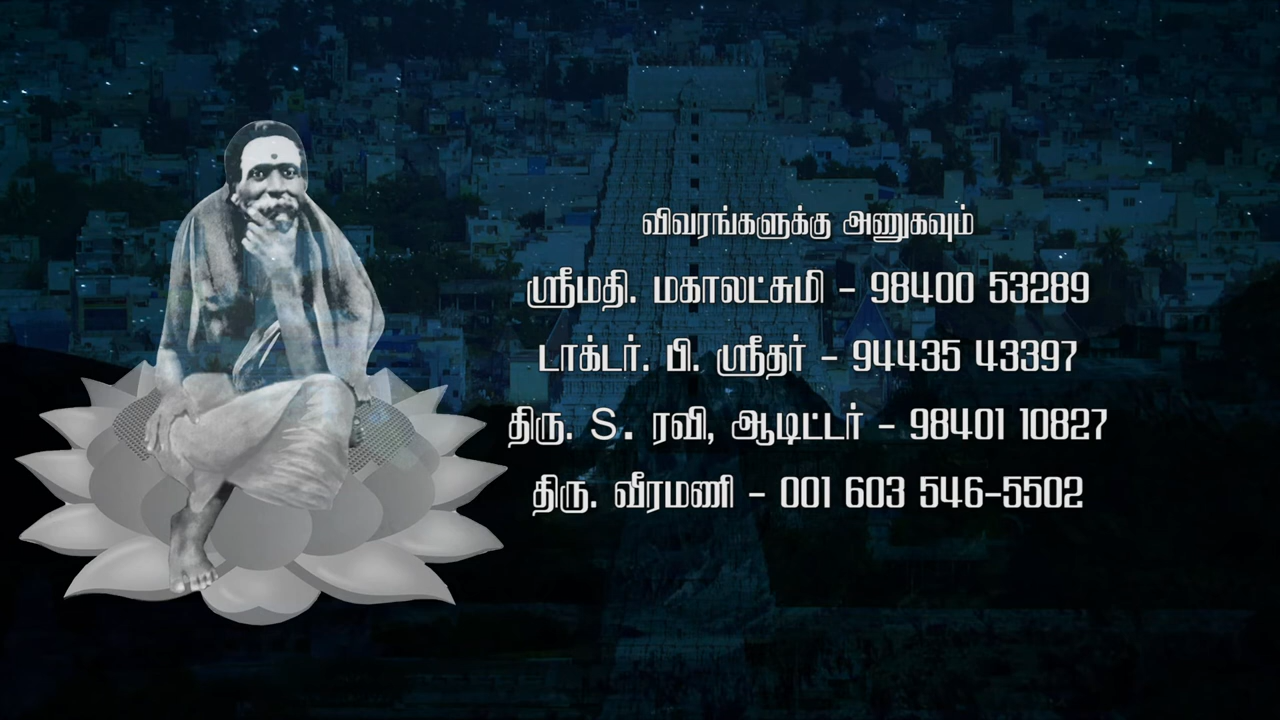 விவரங்களுக்கு அணுகவும்
ஸ்ரீமதி. மகாலட்சுமி - 98400 53289
டாக்டர். பி. ஸ்ரீதர் - 94435 43397
திரு. S. ரவி, ஆடிட்டர் - 98401 10827
திரு. வீரமணி - 001 603 546-5502